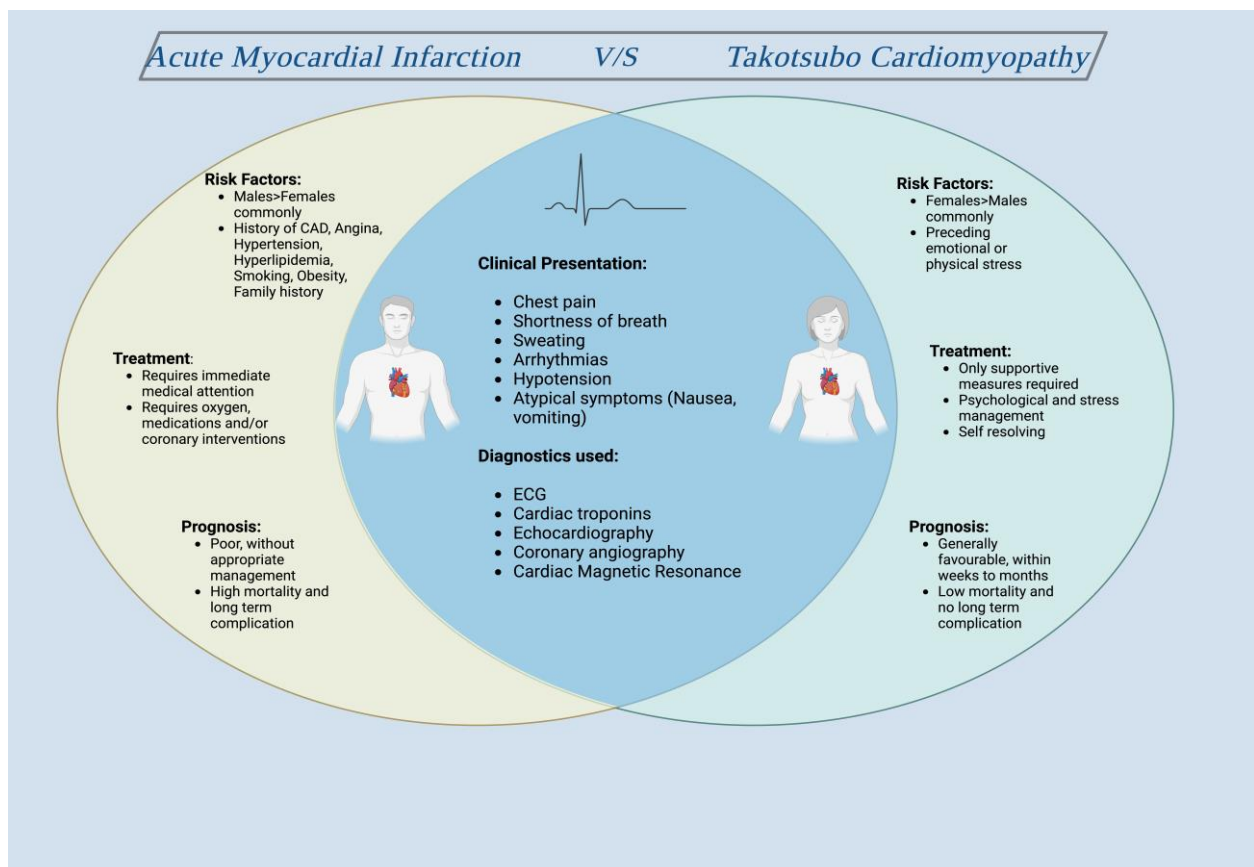 Acute Myocardial Infarction V/S Takotsubo Cardiomyopathy
Risk Factors:
• Males>Females
commonly
• History of CAD, Angina,
Hypertension,
Hyperlipidemia,
Smoking, Obesity,
Family history
Treatment:
• Requires immediate
medical attention
• Requires oxygen,
medications and/or
coronary interventions
Prognosis:
• Poor, without
appropriate
management
• High mortality and
long term
complication
Clinical Presentation:
• Chest pain
• Shortness of breath
• Sweating
• Arrhythmias
• Hypotension
• Atypical symptoms (Nausea,
vomiting)
Diagnostics used:
• ECG
• Cardiac troponins
• Echocardiography
• Coronary angiography
• Cardiac Magnetic Resonance
Risk Factors:
• Females>Males
commonly
• Preceding
emotional or
physical stress
Treatment:
• Only supportive
measures required
• Psychological and stress
management
• Self resolving
Prognosis:
• Generally
favourable, within
weeks to months
• Low mortality and
no long term
complication